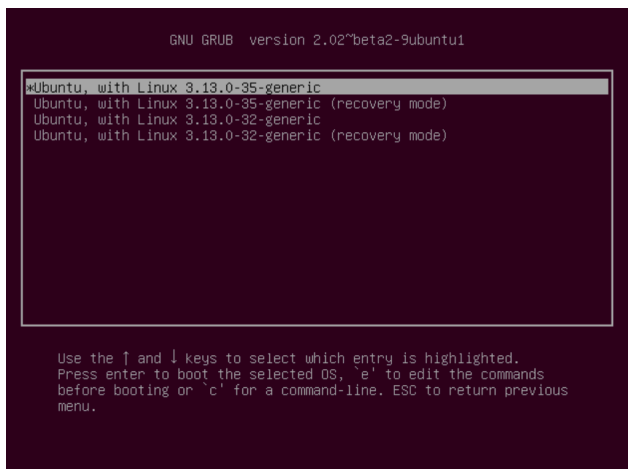 GNU GRUB  version 2.02~beta2-9ubuntu1
*Ubuntu, with Linux 3.13.0-35-generic
Ubuntu, with Linux 3.13.0-35-generic (recovery mode)
Ubuntu, with Linux 3.13.0-32-generic
Ubuntu, with Linux 3.13.0-32-generic (recovery mode)
Use the ↑ and ↓ keys to select which entry is highlighted.
Press enter to boot the selected OS, `e' to edit the commands
before booting or `c' for a command-line. ESC to return previous
menu.